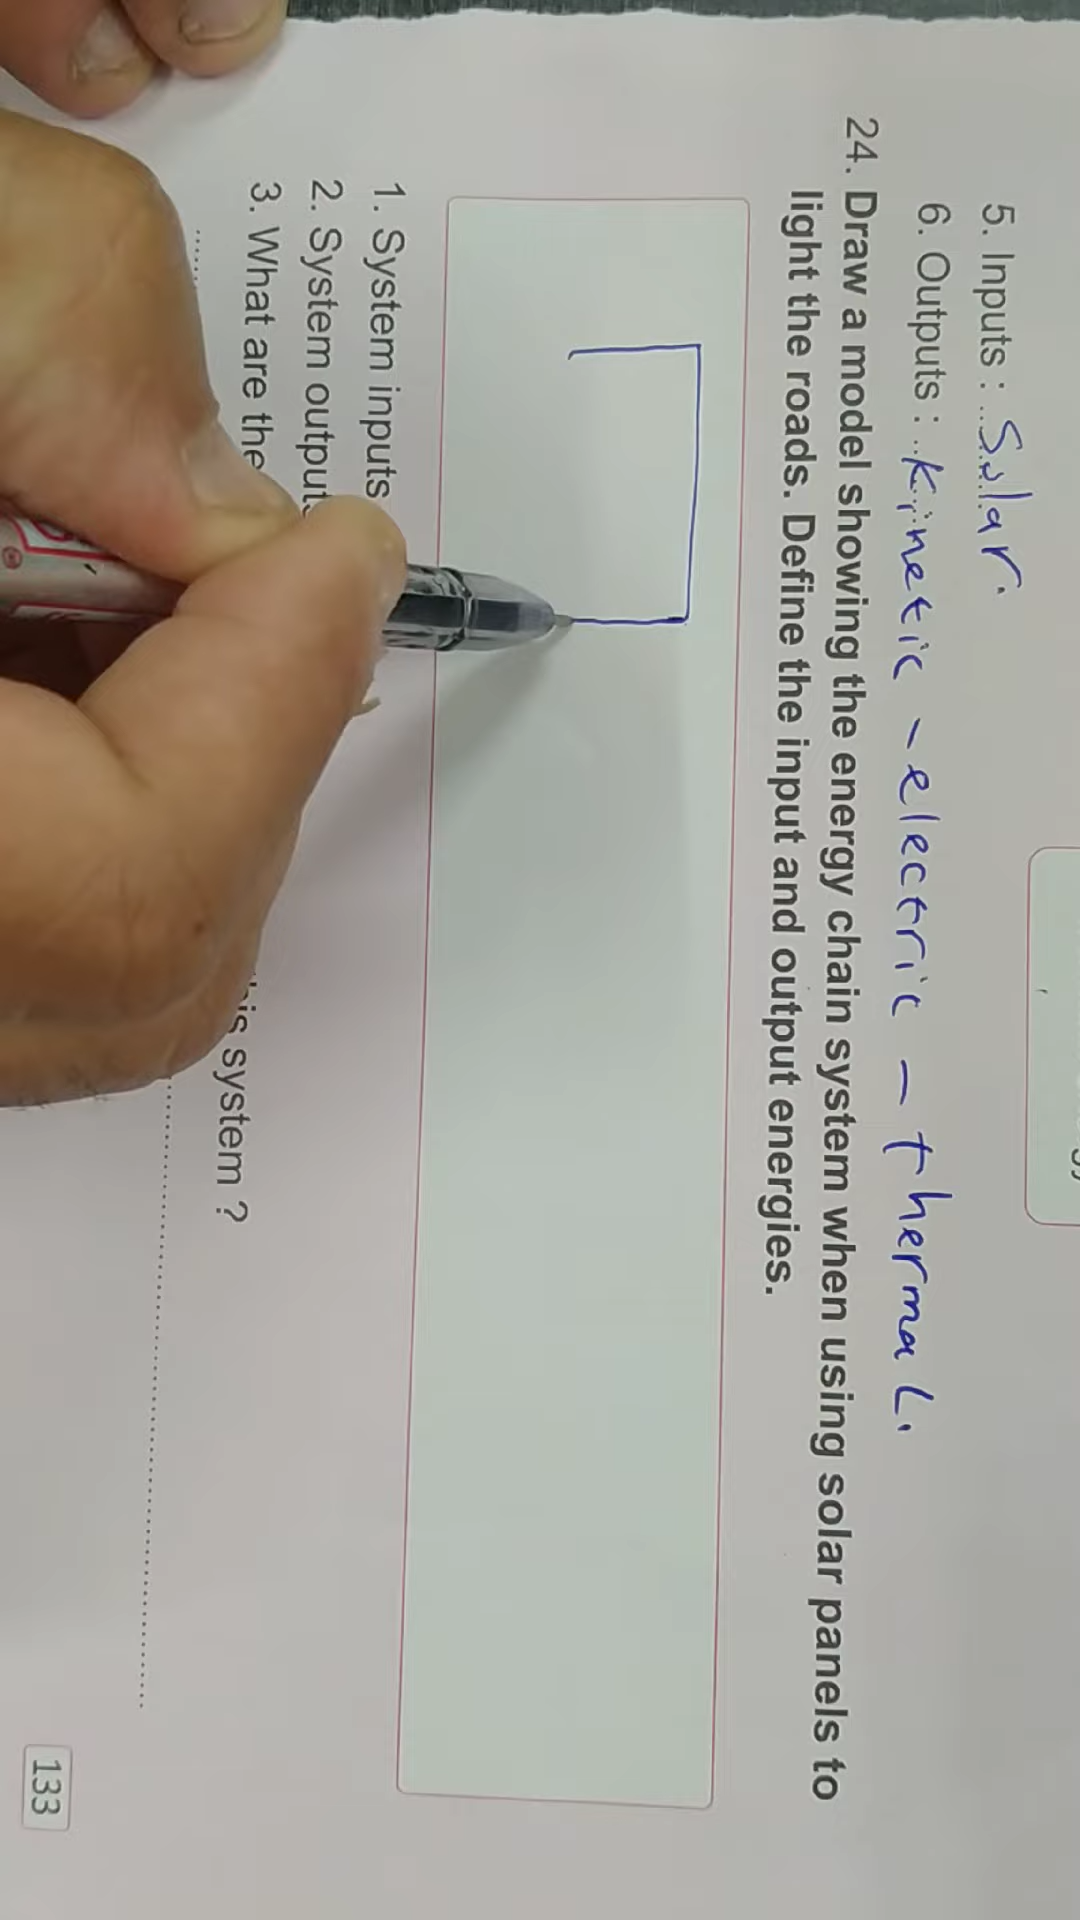 5. Inputs : Solar.
6. Outputs : Kinetic - electric - thermal.
24. Draw a model showing the energy chain system when using solar panels to
light the roads. Define the input and output energies.
1. System inputs
2. System output
3. What are the this system ?
133